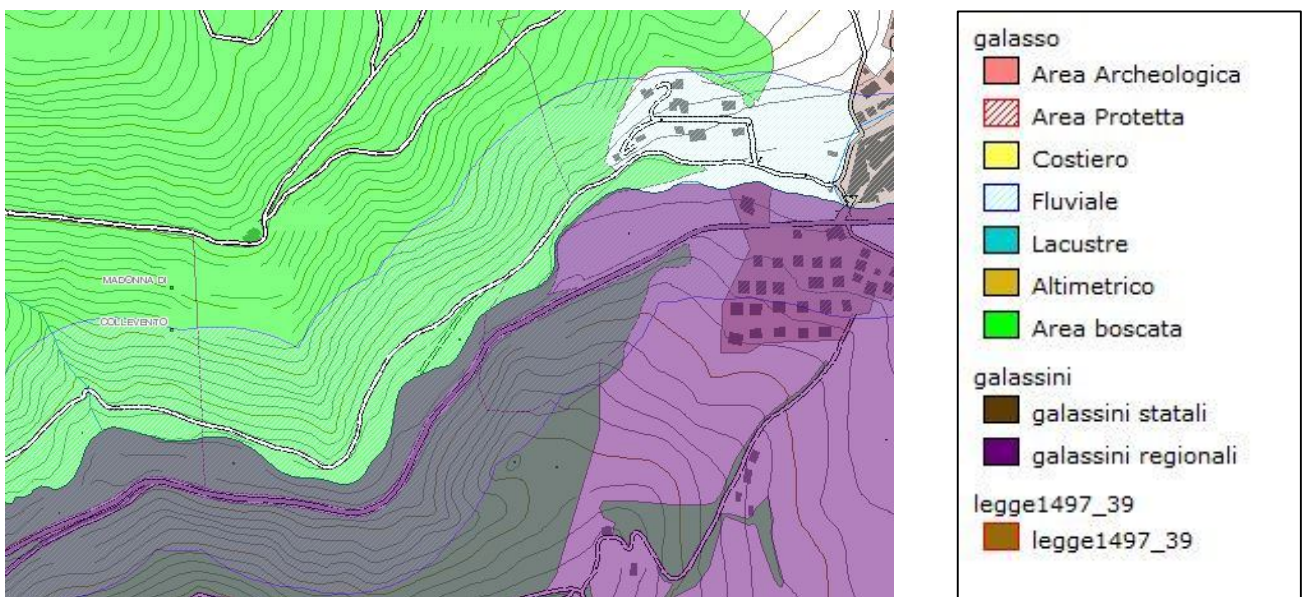 MADONNA DI
COLLEVENTO
galasso
Area Archeologica
Area Protetta
Costiero
Fluviale
Lacustre
Altimetrico
Area boscata
galassini
galassini statali
galassini regionali
legge1497_39
legge1497_39